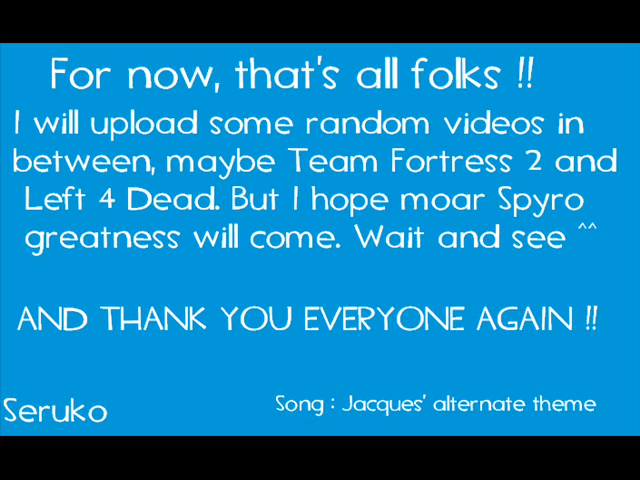 For now, that's all folks !!
I will upload some random videos in
between, maybe Team Fortress 2 and
Left 4 Dead. But I hope moar Spyro
greatness will come. Wait and see ^^
AND THANK YOU EVERYONE AGAIN !!
Seruko
Song : Jacques' alternate theme